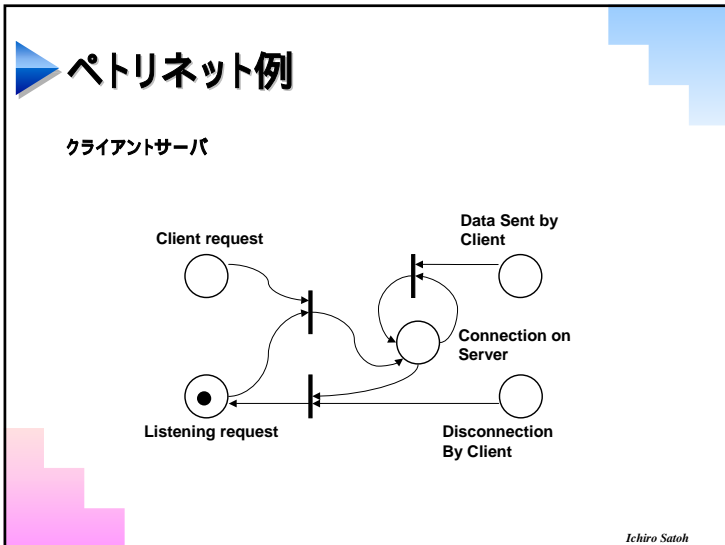 ペトリネット例
クライアントサーバ
Client request
Data Sent by
Client
Connection on
Server
Listening request
Disconnection
By Client
Ichiro Satoh